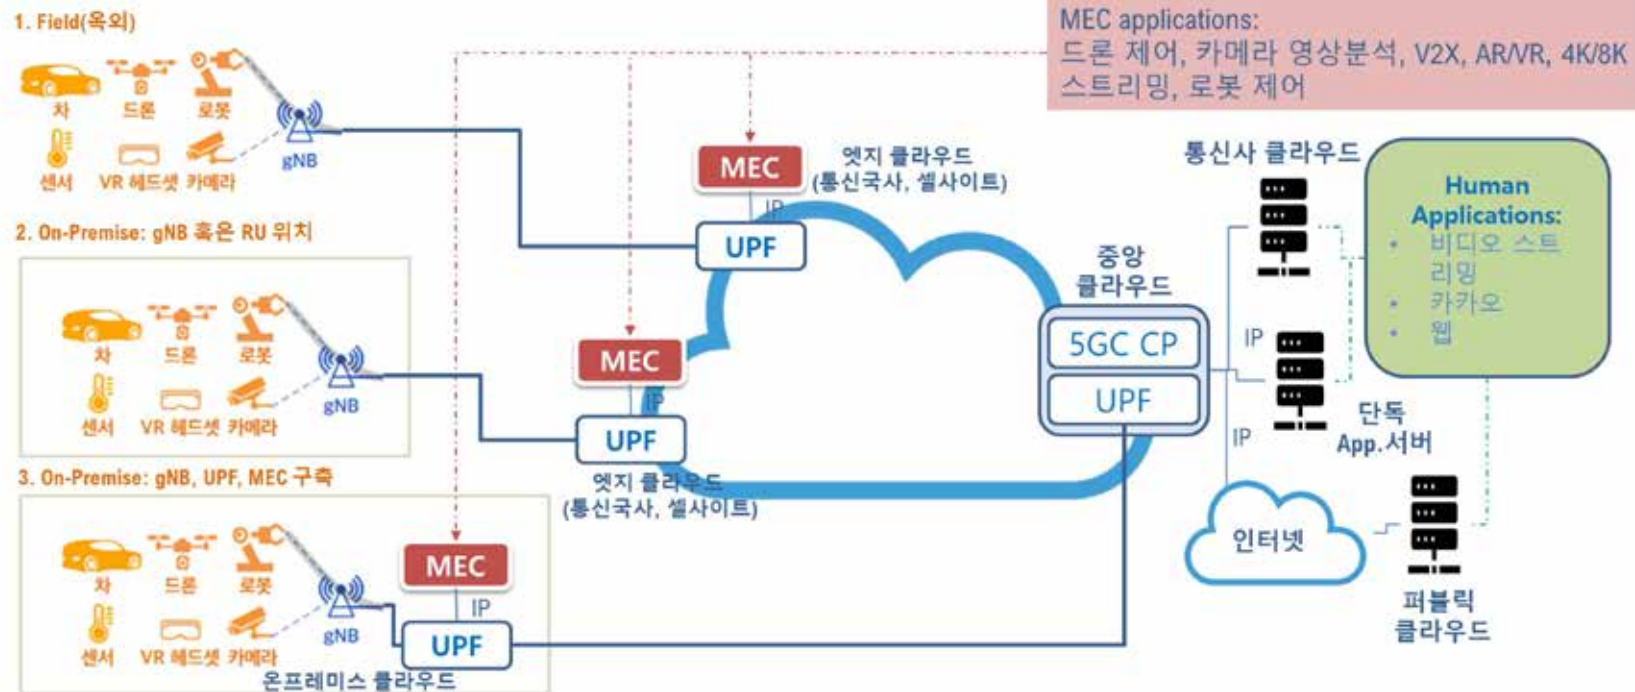 1. Field(옥외)
차
드론
로봇
센서
VR 헤드셋
카메라
gNB
MEC applications:
드론 제어, 카메라 영상분석, V2X, AR/VR, 4K/8K
스트리밍, 로봇 제어
MEC
엣지 클라우드
(통신국사, 셀사이트)
IP
UPF
2. On-Premise: gNB 혹은 RU 위치
차
드론
로봇
센서
VR 헤드셋
카메라
gNB
MEC
IP
UPF
엣지 클라우드
(통신국사, 셀사이트)
중앙
클라우드
5GC CP
UPF
통신사 클라우드
IP
단독
App.서버
IP
인터넷
퍼블릭
클라우드
Human
Applications:
• 비디오 스트
리밍
• 카카오
• 웹
3. On-Premise: gNB, UPF, MEC 구축
차
드론
로봇
센서
VR 헤드셋
카메라
gNB
MEC
IP
UPF
온프레미스 클라우드